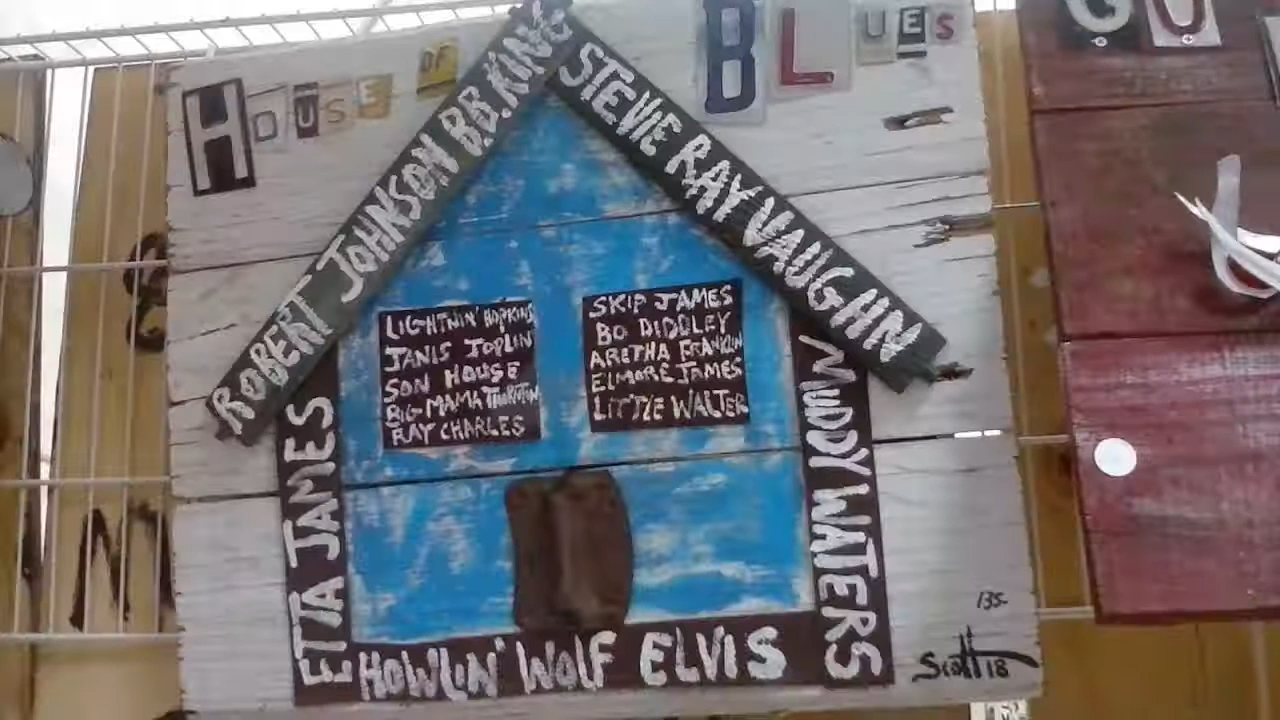 HOUSE OF BLUES
GU
ROBERT JOHNSON B.B. KING
STEVIE RAY VAUGHN
LIGHTNIN' HOPKINS
JANIS JOPLIN
SON HOUSE
BIG MAMA THORNTON
RAY CHARLES
SKIP JAMES
BO DIDDLEY
ARETHA FRANKLIN
ELMORE JAMES
LITTLE WALTER
ETTA JAMES
MUDDY WATERS
HOWLIN' WOLF ELVIS
135-
Scott 18